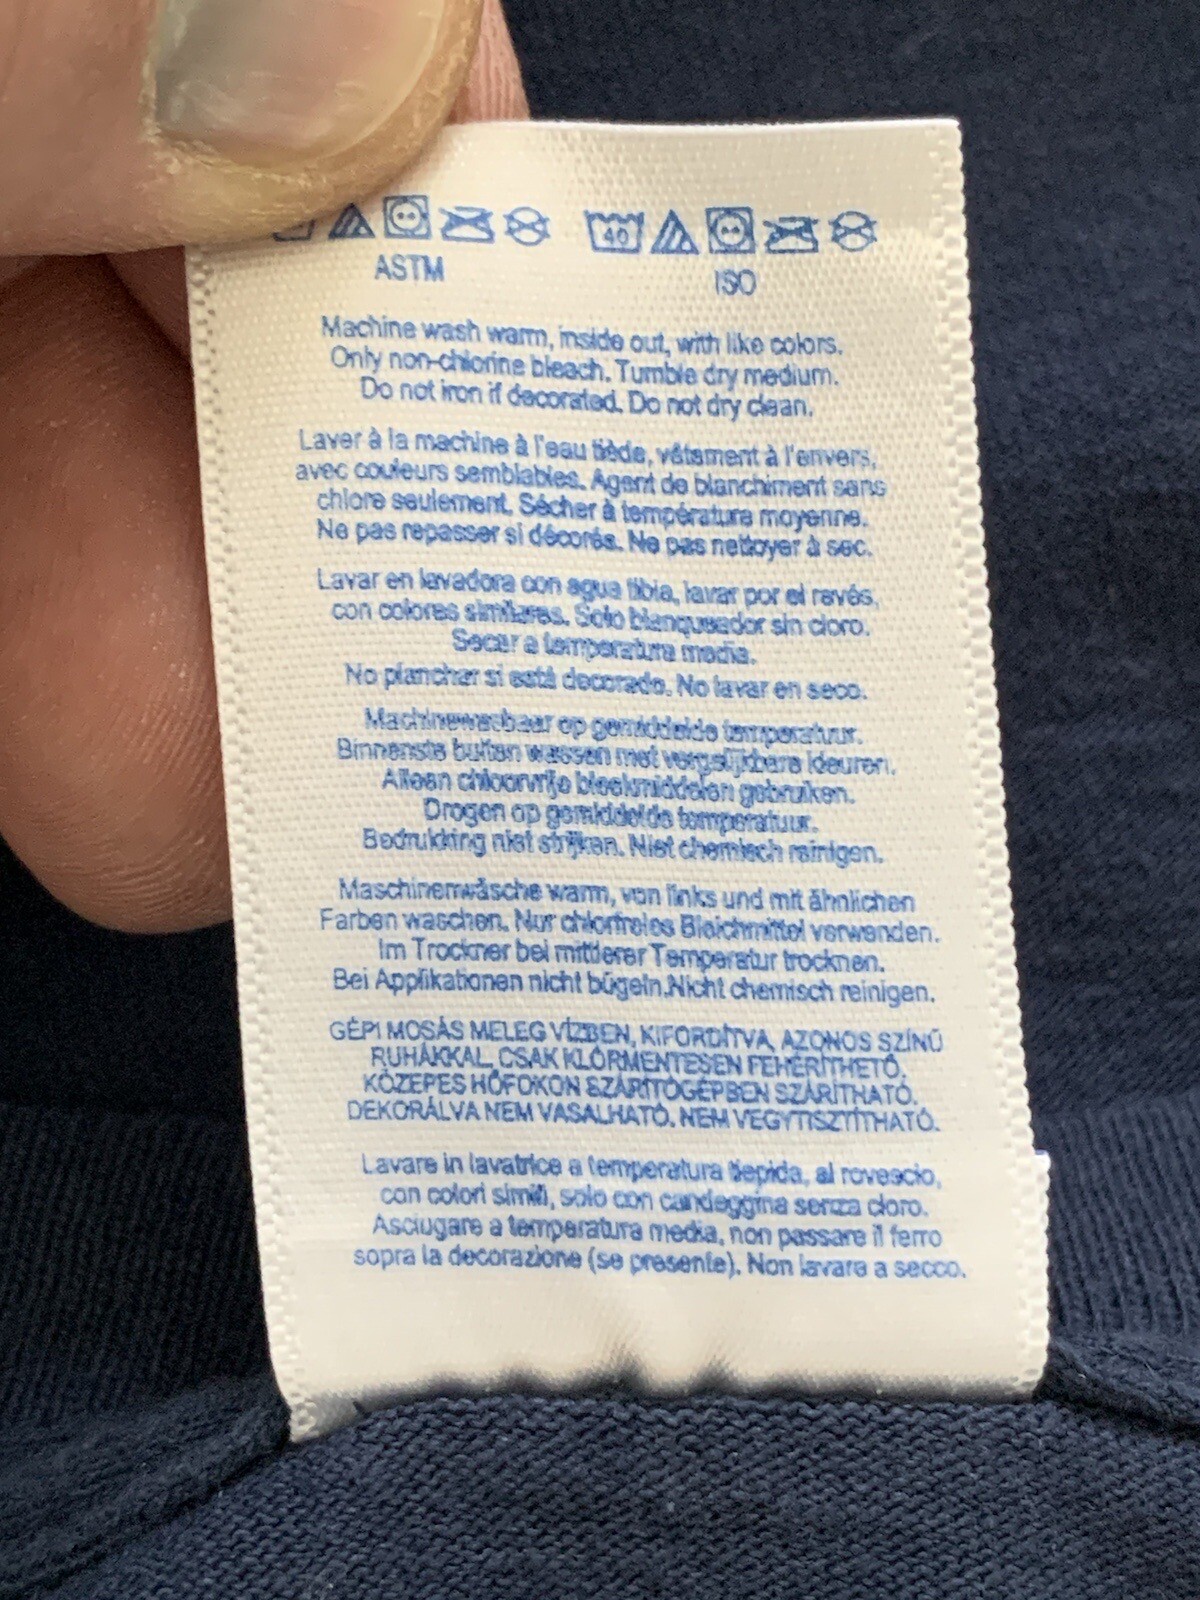 40
ASTM
ISO
Machine wash warm, inside out, with like colors.
Only non-chlorine bleach. Tumble dry medium.
Do not iron if decorated. Do not dry clean.
Laver à la machine à l'eau tiède, vêtement à l'envers,
avec couleurs semblables. Agent de blanchiment sans
chlore seulement. Sécher à température moyenne.
Ne pas repasser si décorés. Ne pas nettoyer à sec.
Lavar en lavadora con agua tibia, lavar por el revés,
con colores similares. Solo blanqueador sin cloro.
Secar a temperatura media.
No planchar si está decorado. No lavar en seco.
Machinewasbaar op gemiddelde temperatuur.
Binnenste buiten wassen met vergelijkbare kleuren.
Alleen chloorvrije bleekmiddelen gebruiken.
Drogen op gemiddelde temperatuur.
Bedrukking niet strijken. Niet chemisch reinigen.
Maschinenwäsche warm, von links und mit ähnlichen
Farben waschen. Nur chlorfreies Bleichmittel verwenden.
Im Trockner bei mittlerer Temperatur trocknen.
Bei Applikationen nicht bügeln.Nicht chemisch reinigen.
GÉPI MOSÁS MELEG VÍZBEN, KIFORDÍTVA, AZONOS SZÍNŰ
RUHÁKKAL, CSAK KLÓRMENTESEN FEHÉRÍTHETŐ.
KÖZEPES HŐFOKON SZÁRÍTÓGÉPBEN SZÁRÍTHATÓ.
DEKORÁLVA NEM VASALHATÓ. NEM VEGYTISZTÍTHATÓ.
Lavare in lavatrice a temperatura tiepida, al rovescio,
con colori simili, solo con candeggina senza cloro.
Asciugare a temperatura media, non passare il ferro
sopra la decorazione (se presente). Non lavare a secco.